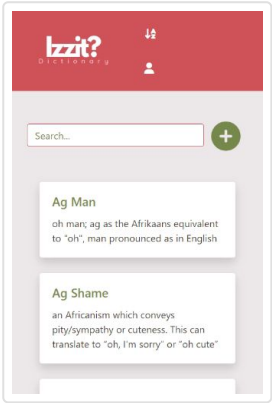 Izzit?
Dictionary
Search...
Ag Man
oh man; ag as the Afrikaans equivalent
to "oh", man pronounced as in English
Ag Shame
an Africanism which conveys
pity/sympathy or cuteness. This can
translate to "oh, I'm sorry" or "oh cute"